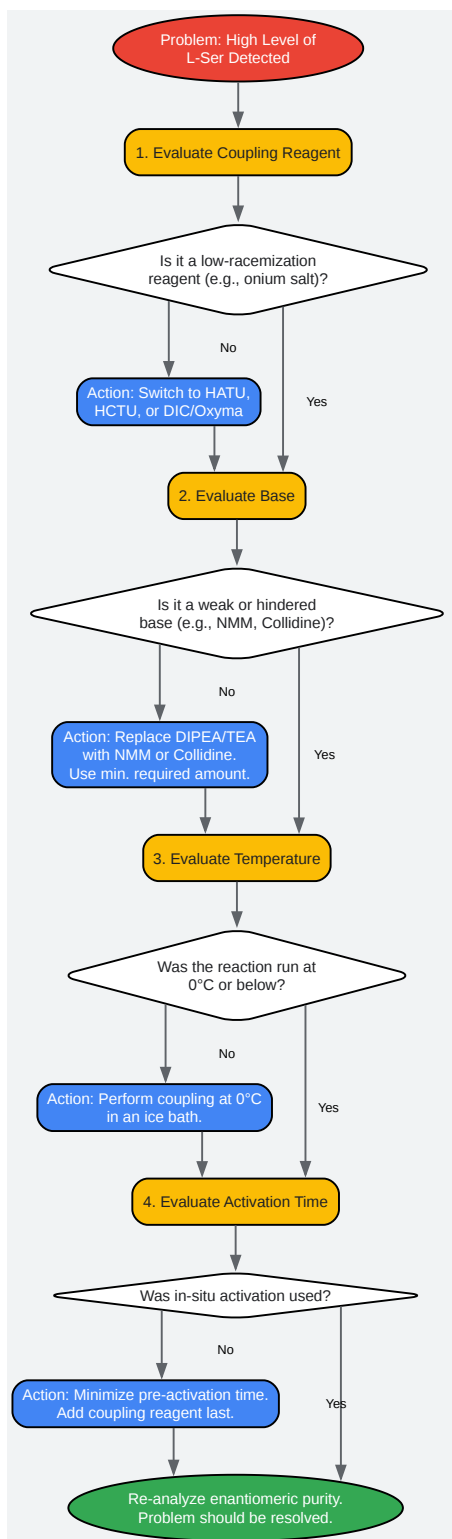 Problem: High Level of
L-Ser Detected
1. Evaluate Coupling Reagent
Is it a low-racemization
reagent (e.g., onium salt)?
No
Action: Switch to HATU,
HCTU, or DIC/Oxyma
Yes
2. Evaluate Base
Is it a weak or hindered
base (e.g., NMM, Collidine)?
No
Action: Replace DIPEA/TEA
with NMM or Collidine.
Use min. required amount.
Yes
3. Evaluate Temperature
Was the reaction run at
0°C or below?
No
Action: Perform coupling at 0°C
in an ice bath.
Yes
4. Evaluate Activation Time
Was in-situ activation used?
No
Action: Minimize pre-activation time.
Add coupling reagent last.
Yes
Re-analyze enantiomeric purity.
Problem should be resolved.